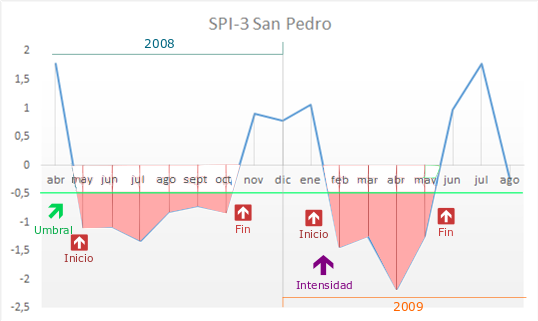 SPI-3 San Pedro
2008
2
1,5
1
0,5
0
abr may jun jul ago sept oct nov dic ene feb mar abr may jun jul ago
-0,5
Umbral
Inicio
Fin
Inicio
Fin
-1
-1,5
Intensidad
-2
2009
-2,5